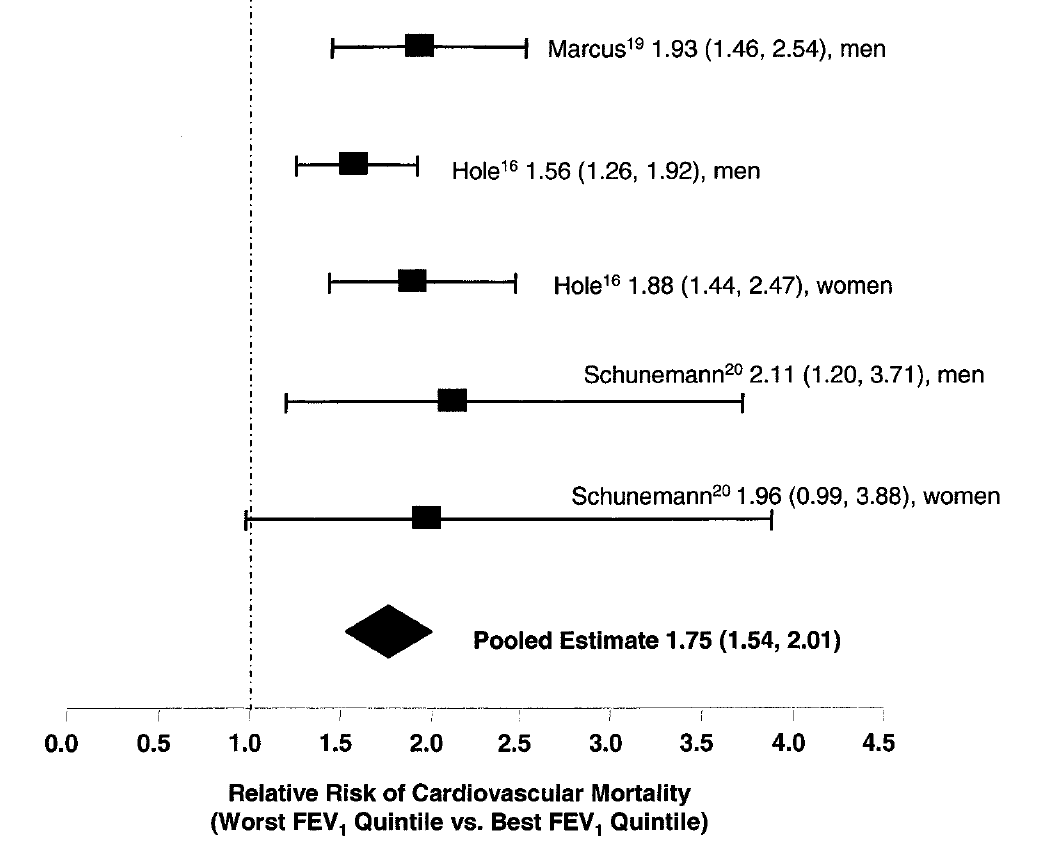 Marcus¹⁹ 1.93 (1.46, 2.54), men
Hole¹⁶ 1.56 (1.26, 1.92), men
Hole¹⁶ 1.88 (1.44, 2.47), women
Schunemann²⁰ 2.11 (1.20, 3.71), men
Schunemann²⁰ 1.96 (0.99, 3.88), women
Pooled Estimate 1.75 (1.54, 2.01)
0.0 0.5 1.0 1.5 2.0 2.5 3.0 3.5 4.0 4.5
Relative Risk of Cardiovascular Mortality
(Worst FEV₁ Quintile vs. Best FEV₁ Quintile)